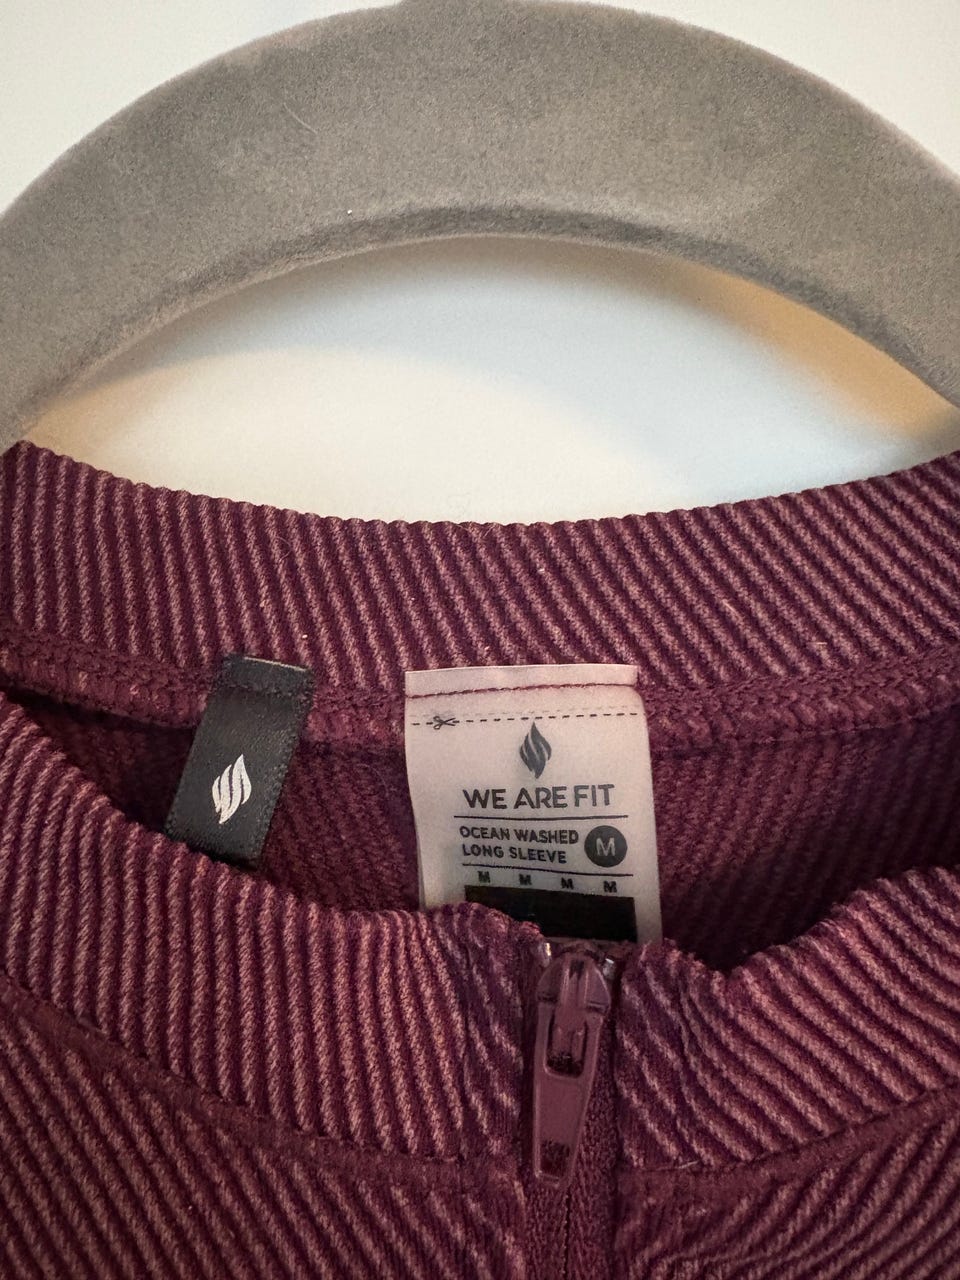 WE ARE FIT
OCEAN WASHED
LONG SLEEVE
M
M M M M